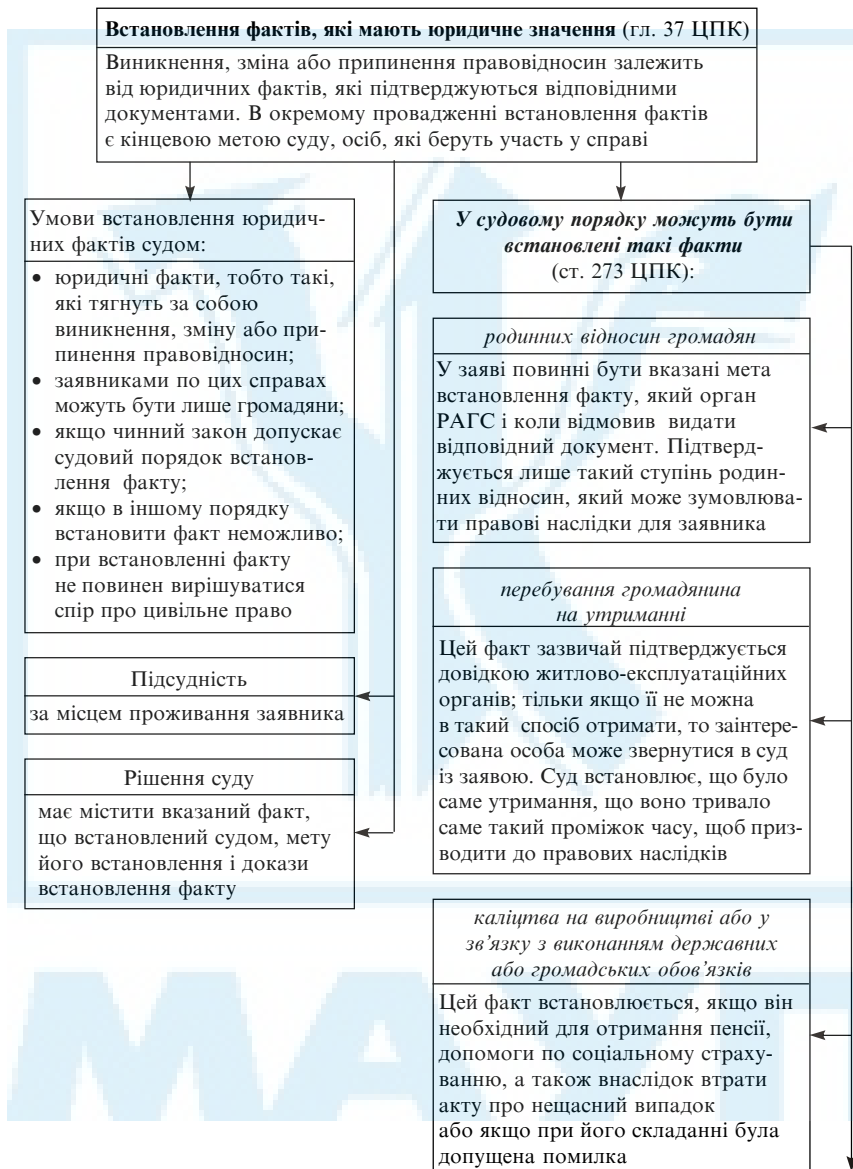 Встановлення фактів, які мають юридичне значення (гл. 37 ЦПК)
Виникнення, зміна або припинення правовідносин залежить
від юридичних фактів, які підтверджуються відповідними
документами. В окремому провадженні встановлення фактів
є кінцевою метою суду, осіб, які беруть участь у справі
Умови встановлення юридич-
них фактів судом:
• юридичні факти, тобто такі,
які тягнуть за собою
виникнення, зміну або при-
пинення правовідносин;
• заявниками по цих справах
можуть бути лише громадяни;
• якщо чинний закон допускає
судовий порядок встанов-
лення факту;
• якщо в іншому порядку
встановити факт неможливо;
• при встановленні факту
не повинен вирішуватися
спір про цивільне право
Підсудність
за місцем проживання заявника
Рішення суду
має містити вказаний факт,
що встановлений судом, мету
його встановлення і докази
встановлення факту
У судовому порядку можуть бути
встановлені такі факти
(ст. 273 ЦПК):
родинних відносин громадян
У заяві повинні бути вказані мета
встановлення факту, який орган
РАГС і коли відмовив видати
відповідний документ. Підтверд-
жується лише такий ступінь родин-
них відносин, який може зумовлюва-
ти правові наслідки для заявника
перебування громадянина
на утриманні
Цей факт зазвичай підтверджується
довідкою житлово-експлуатаційних
органів; тільки якщо її не можна
в такий спосіб отримати, то заінтере-
сована особа може звернутися в суд
із заявою. Суд встановлює, що було
саме утримання, що воно тривало
саме такий проміжок часу, щоб приз-
водити до правових наслідків
каліцтва на виробництві або у
зв'язку з виконанням державних
або громадських обов'язків
Цей факт встановлюється, якщо він
необхідний для отримання пенсії,
допомоги по соціальному страху-
ванню, а також внаслідок втрати
акту про нещасний випадок
або якщо при його складанні була
допущена помилка
МАУП